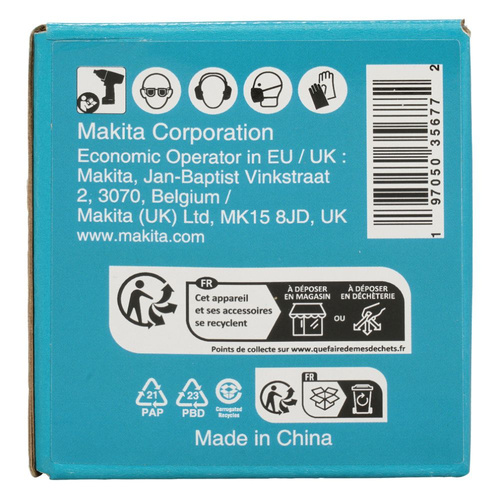 Makita Corporation
Economic Operator in EU / UK :
Makita, Jan-Baptist Vinkstraat
2, 3070, Belgium /
Makita (UK) Ltd, MK15 8JD, UK
www.makita.com
1 97050 35677 2
FR
Cet appareil
et ses accessoires
se recyclent
À DÉPOSER
EN MAGASIN
OU
À DÉPOSER
EN DÉCHÈTERIE
Points de collecte sur www.quefairedemesdechets.fr
21
PAP
23
PBD
Corrugated
Recycles
FR
Made in China